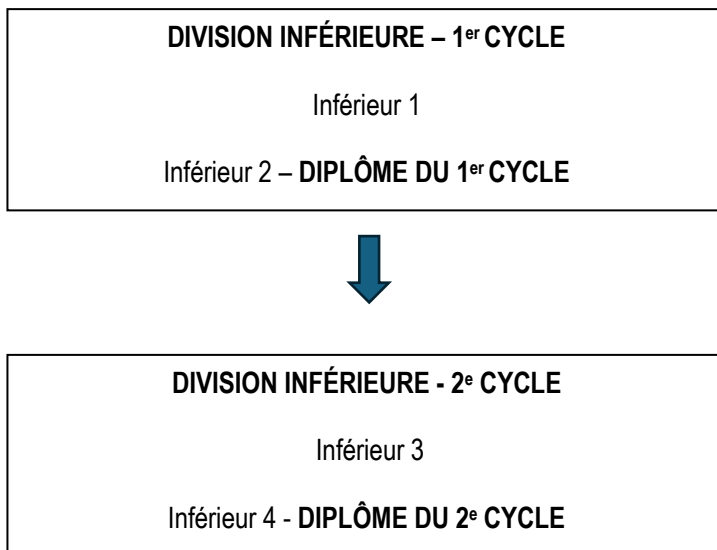 DIVISION INFÉRIEURE – 1er CYCLE
Inférieur 1
Inférieur 2 – DIPLÔME DU 1er CYCLE
DIVISION INFÉRIEURE - 2e CYCLE
Inférieur 3
Inférieur 4 - DIPLÔME DU 2e CYCLE